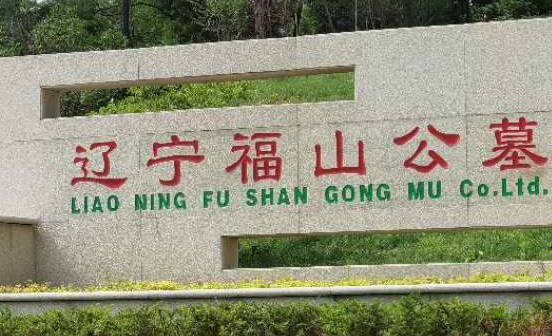 辽宁福山公墓
LIAO NING FU SHAN GONG MU Co.Ltd.